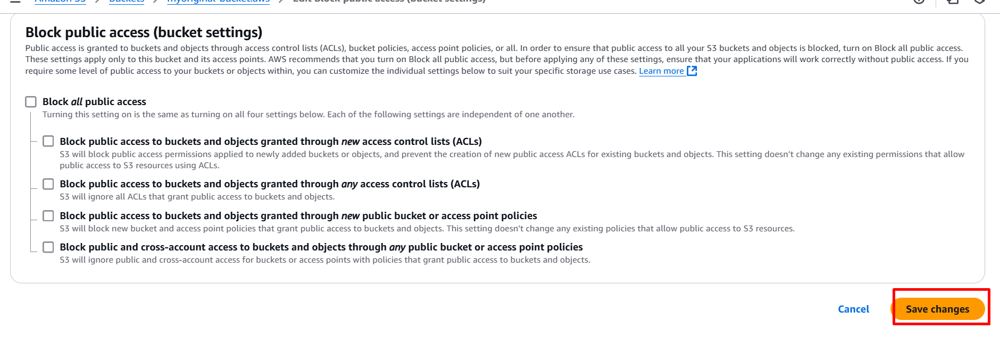 Amazon S3 > Buckets > myoriginal-bucket.aws > Edit Block public access (bucket settings)
Block public access (bucket settings)
Public access is granted to buckets and objects through access control lists (ACLs), bucket policies, access point policies, or all. In order to ensure that public access to all your S3 buckets and objects is blocked, turn on Block all public access.
These settings apply only to this bucket and its access points. AWS recommends that you turn on Block all public access, but before applying any of these settings, ensure that your applications will work correctly without public access. If you
require some level of public access to your buckets or objects within, you can customize the individual settings below to suit your specific storage use cases. Learn more
Block all public access
Turning this setting on is the same as turning on all four settings below. Each of the following settings are independent of one another.
Block public access to buckets and objects granted through new access control lists (ACLs)
S3 will block public access permissions applied to newly added buckets or objects, and prevent the creation of new public access ACLs for existing buckets and objects. This setting doesn’t change any existing permissions that allow
public access to S3 resources using ACLs.
Block public access to buckets and objects granted through any access control lists (ACLs)
S3 will ignore all ACLs that grant public access to buckets and objects.
Block public access to buckets and objects granted through new public bucket or access point policies
S3 will block new bucket and access point policies that grant public access to buckets and objects. This setting doesn't change any existing policies that allow public access to S3 resources.
Block public and cross-account access to buckets and objects through any public bucket or access point policies
S3 will ignore public and cross-account access for buckets or access points with policies that grant public access to buckets and objects.
Cancel Save changes